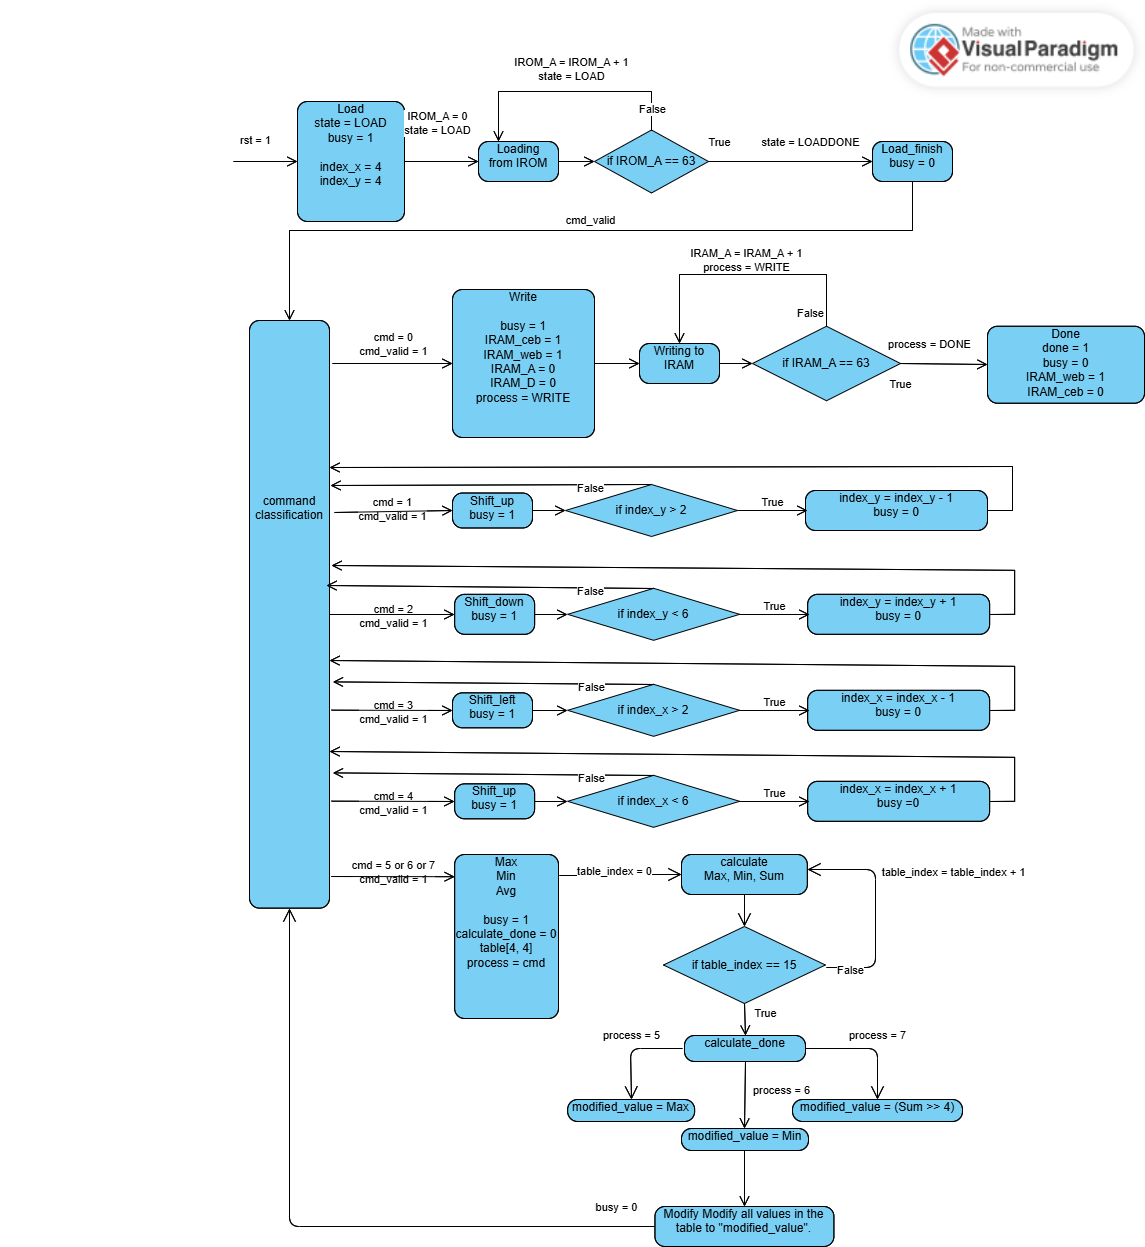 Made with
VisualParadigm
For non-commercial use
IROM_A = IROM_A + 1
state = LOAD
False
rst = 1
Load
state = LOAD
busy = 1
index_x = 4
index_y = 4
IROM_A = 0
state = LOAD
Loading
from IROM
if IROM_A == 63
True
state = LOADDONE
Load_finish
busy = 0
cmd_valid
IRAM_A = IRAM_A + 1
process = WRITE
False
command
classification
cmd = 0
cmd_valid = 1
Write
busy = 1
IRAM_ceb = 1
IRAM_web = 1
IRAM_A = 0
IRAM_D = 0
process = WRITE
Writing to
IRAM
if IRAM_A == 63
process = DONE
True
Done
done = 1
busy = 0
IRAM_web = 1
IRAM_ceb = 0
cmd = 1
cmd_valid = 1
Shift_up
busy = 1
False
if index_y > 2
True
index_y = index_y - 1
busy = 0
cmd = 2
cmd_valid = 1
Shift_down
busy = 1
False
if index_y < 6
True
index_y = index_y + 1
busy = 0
cmd = 3
cmd_valid = 1
Shift_left
busy = 1
False
if index_x > 2
True
index_x = index_x - 1
busy = 0
cmd = 4
cmd_valid = 1
Shift_up
busy = 1
False
if index_x < 6
True
index_x = index_x + 1
busy =0
cmd = 5 or 6 or 7
cmd_valid = 1
Max
Min
Avg
busy = 1
calculate_done = 0
table[4, 4]
process = cmd
table_index = 0
calculate
Max, Min, Sum
table_index = table_index + 1
if table_index == 15
False
True
calculate_done
process = 5
process = 7
process = 6
modified_value = Max
modified_value = (Sum >> 4)
modified_value = Min
busy = 0
Modify Modify all values in the
table to "modified_value".